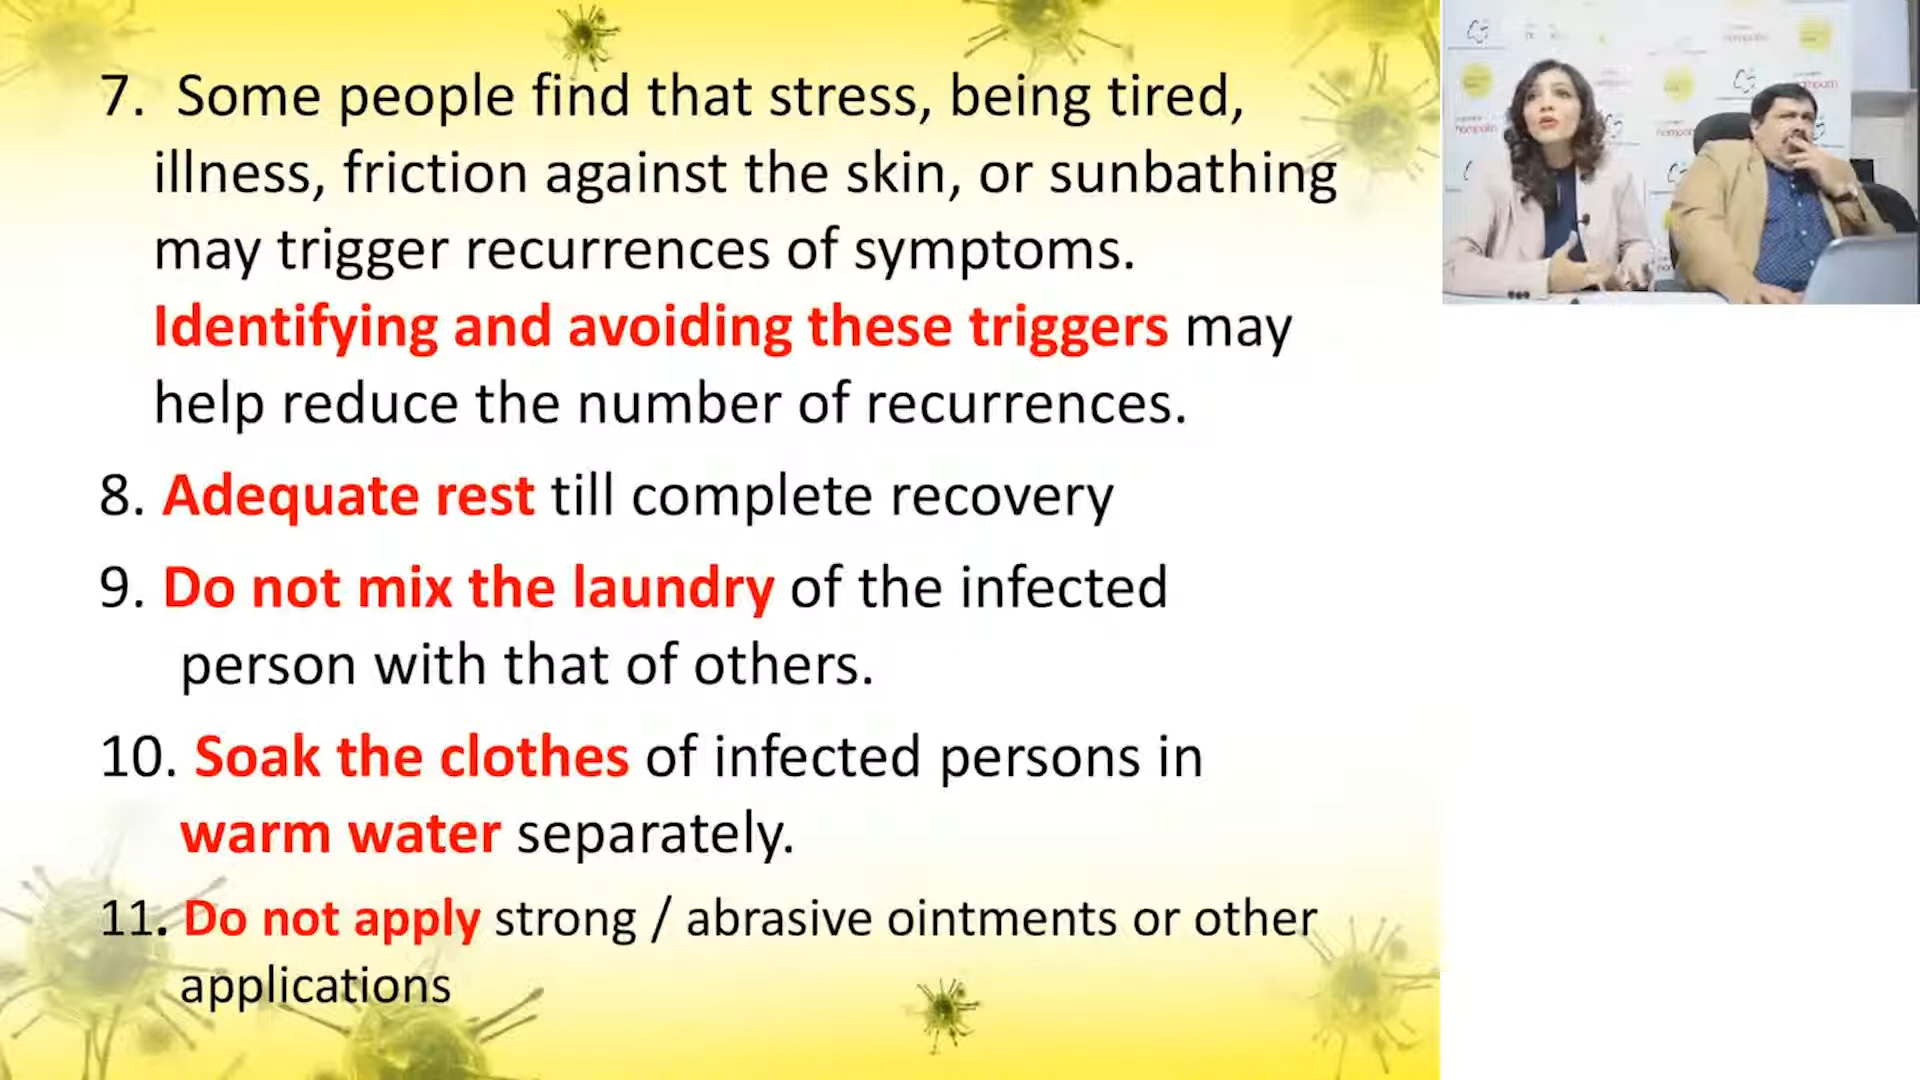 7. Some people find that stress, being tired,
illness, friction against the skin, or sunbathing
may trigger recurrences of symptoms.
Identifying and avoiding these triggers may
help reduce the number of recurrences.
8. Adequate rest till complete recovery
9. Do not mix the laundry of the infected
person with that of others.
10. Soak the clothes of infected persons in
warm water separately.
11. Do not apply strong / abrasive ointments or other
applications